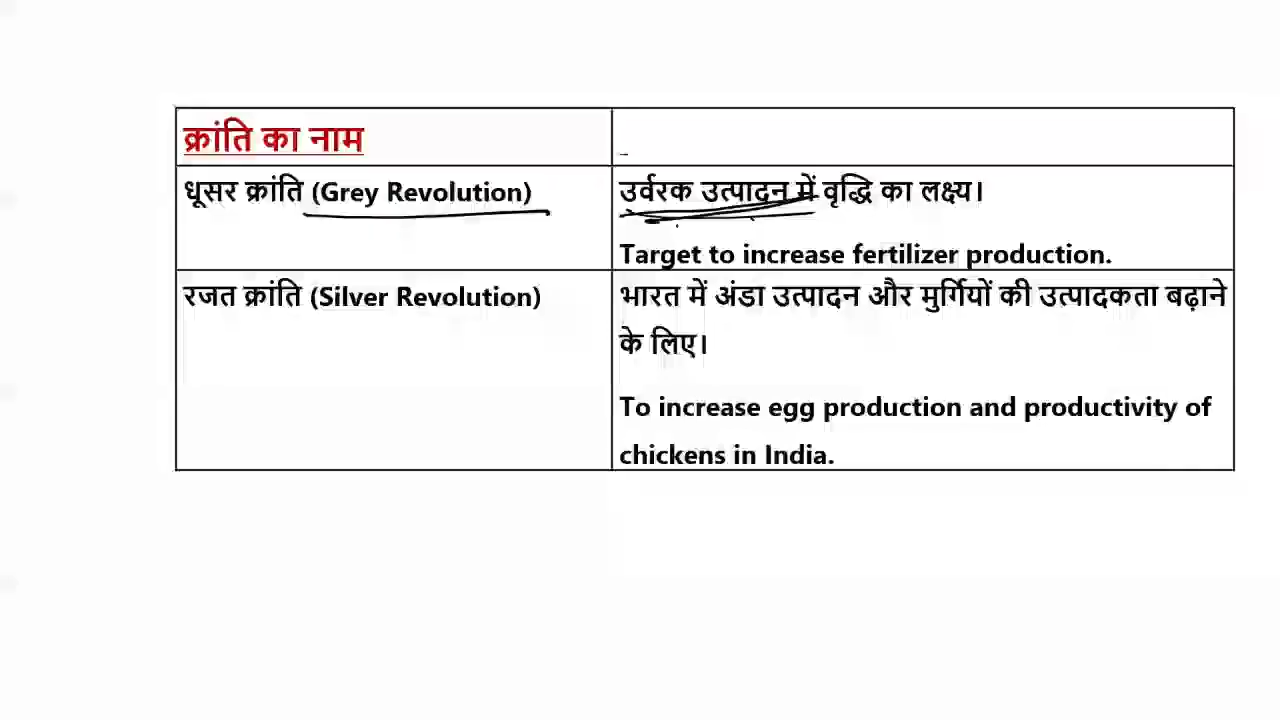 क्रांति का नाम
धूसर क्रांति (Grey Revolution)
उर्वरक उत्पादन में वृद्धि का लक्ष्य।
Target to increase fertilizer production.
रजत क्रांति (Silver Revolution)
भारत में अंडा उत्पादन और मुर्गियों की उत्पादकता बढ़ाने
के लिए।
To increase egg production and productivity of
chickens in India.